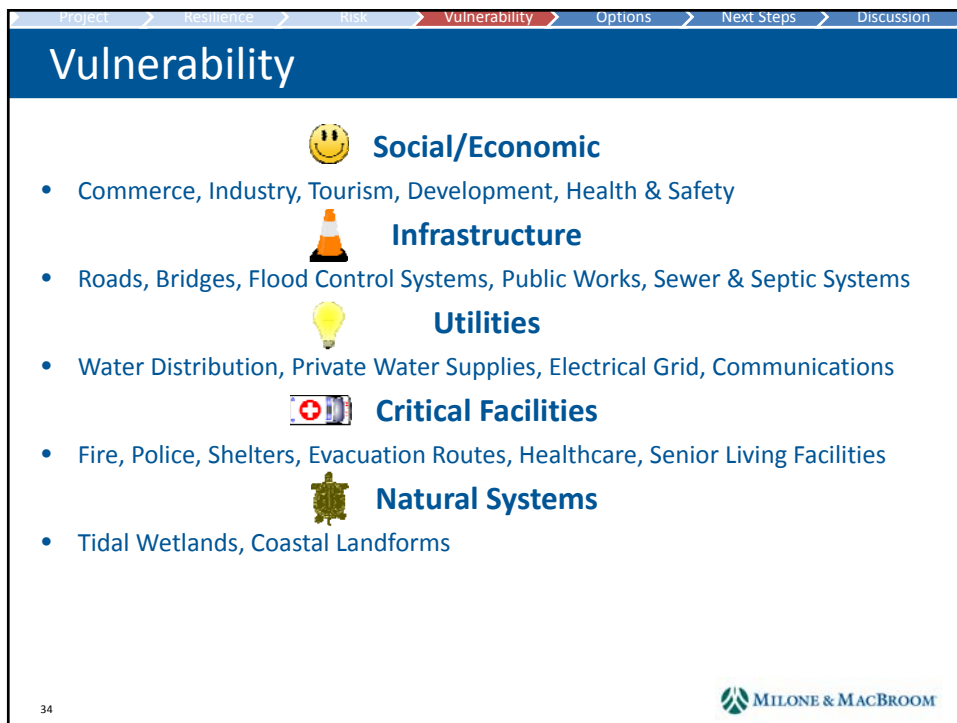 Project Resilience Risk Vulnerability Options Next Steps Discussion
Vulnerability
Social/Economic
• Commerce, Industry, Tourism, Development, Health & Safety
Infrastructure
• Roads, Bridges, Flood Control Systems, Public Works, Sewer & Septic Systems
Utilities
• Water Distribution, Private Water Supplies, Electrical Grid, Communications
Critical Facilities
• Fire, Police, Shelters, Evacuation Routes, Healthcare, Senior Living Facilities
Natural Systems
• Tidal Wetlands, Coastal Landforms
34
MILONE & MACBROOM